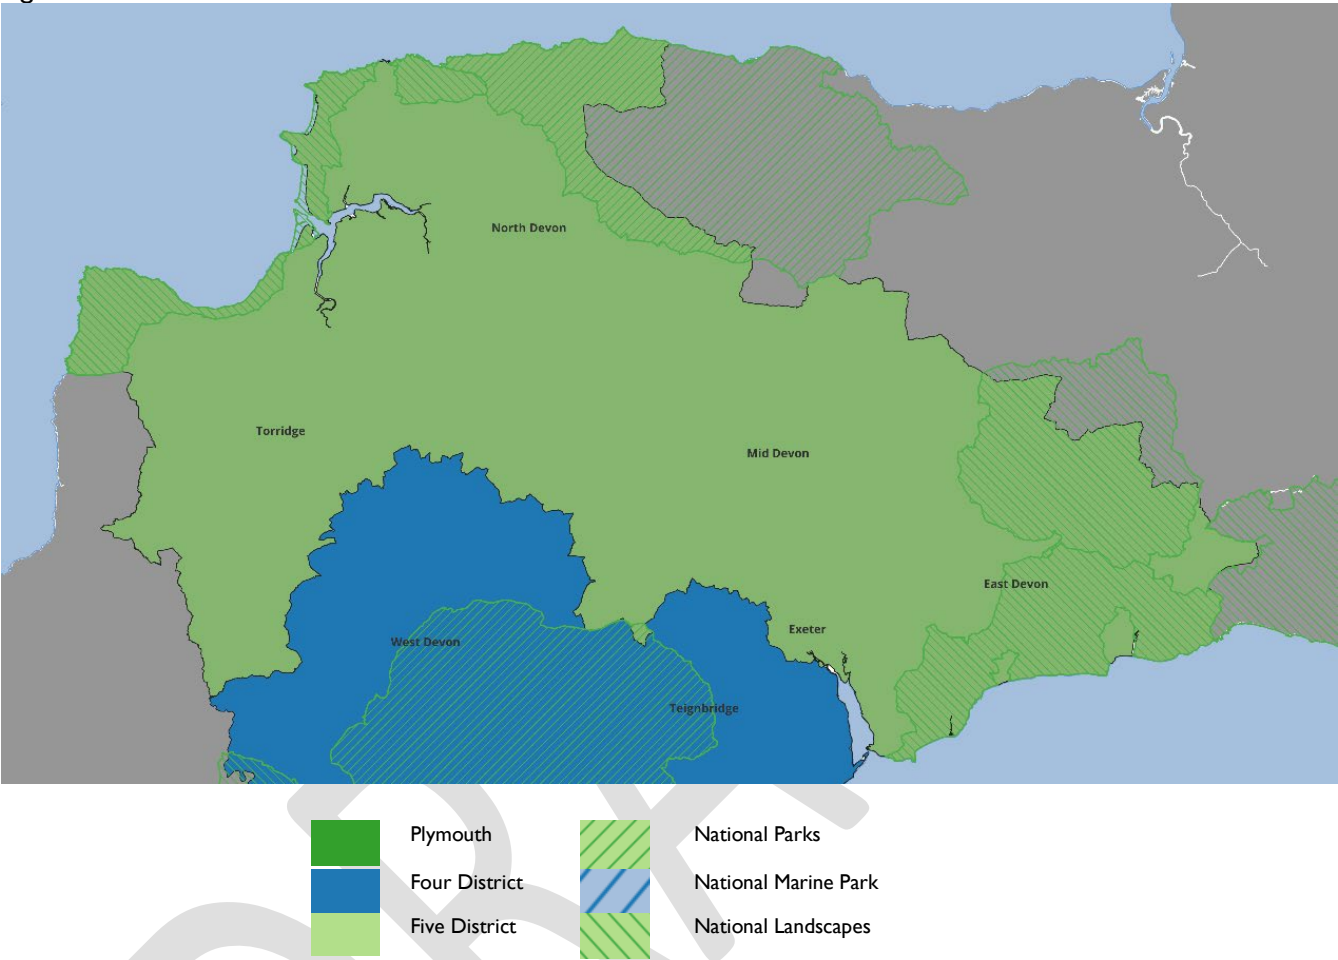 North Devon
Torridge
Mid Devon
East Devon
Exeter
West Devon
Teignbridge
Plymouth
National Parks
Four District
National Marine Park
Five District
National Landscapes